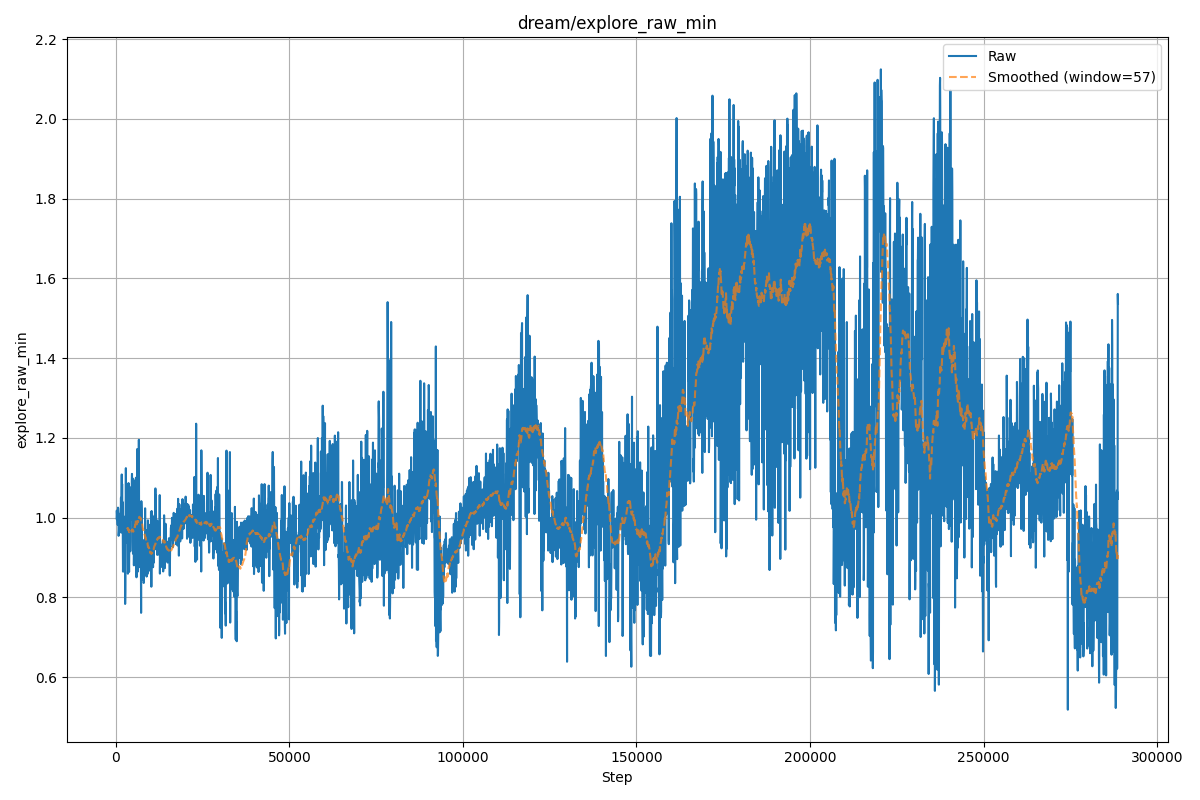 dream/explore_raw_min
Raw
Smoothed (window=57)
2.2
2.0
1.8
1.6
1.4
1.2
1.0
0.8
0.6
explore_raw_min
0 50000 100000 150000 200000 250000 300000
Step